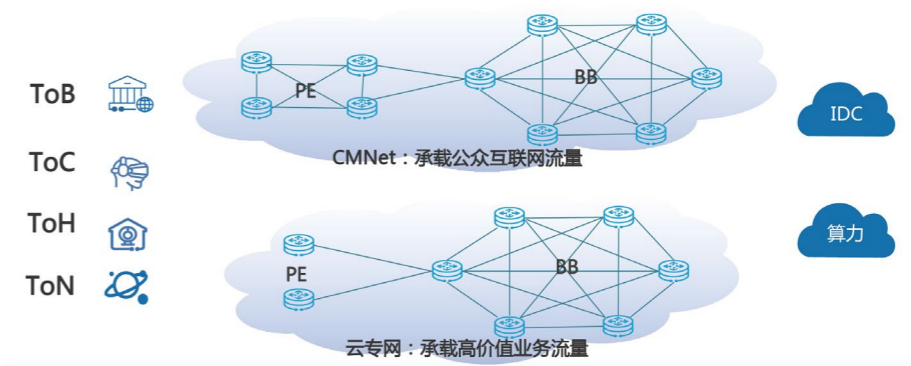 ToB
ToC
ToH
ToN
PE
BB
CMNet：承载公众互联网流量
PE
BB
云专网：承载高价值业务流量
IDC
算力